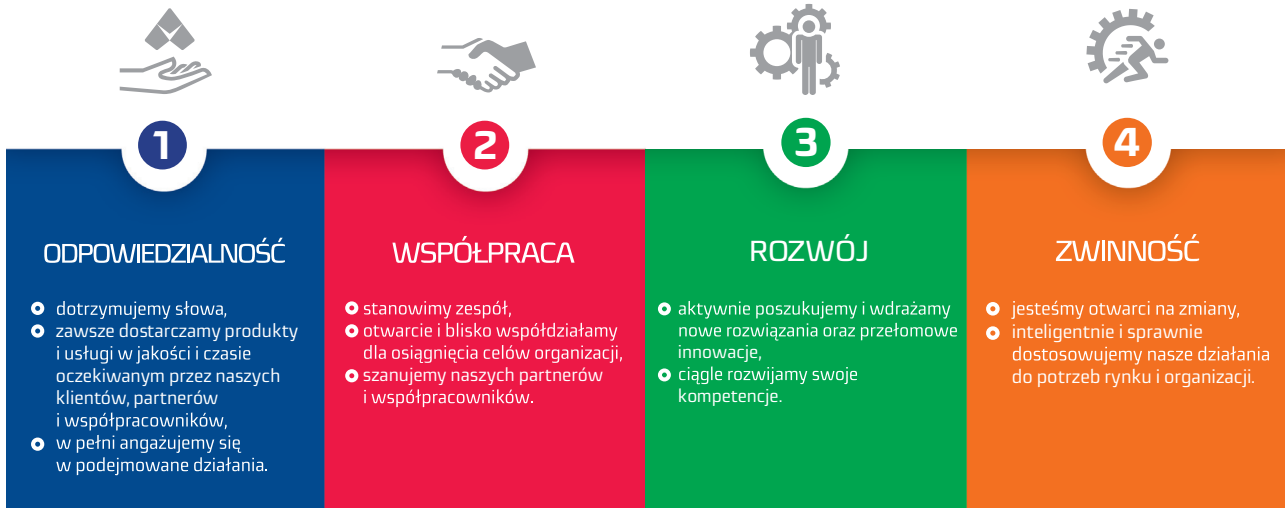 1
ODPOWIEDZIALNOŚĆ
dotrzymujemy słowa,
zawsze dostarczamy produkty
i usługi w jakości i czasie
oczekiwanym przez naszych
klientów, partnerów
i współpracowników,
w pełni angażujemy się
w podejmowane działania.
2
WSPÓŁPRACA
stanowimy zespół,
otwarcie i blisko współdziałamy
dla osiągnięcia celów organizacji,
szanujemy naszych partnerów
i współpracowników.
3
ROZWÓJ
aktywnie poszukujemy i wdrażamy
nowe rozwiązania oraz przełomowe
innowacje,
ciągle rozwijamy swoje
kompetencje.
4
ZWINNOŚĆ
jesteśmy otwarci na zmiany,
inteligentnie i sprawnie
dostosowujemy nasze działania
do potrzeb rynku i organizacji.